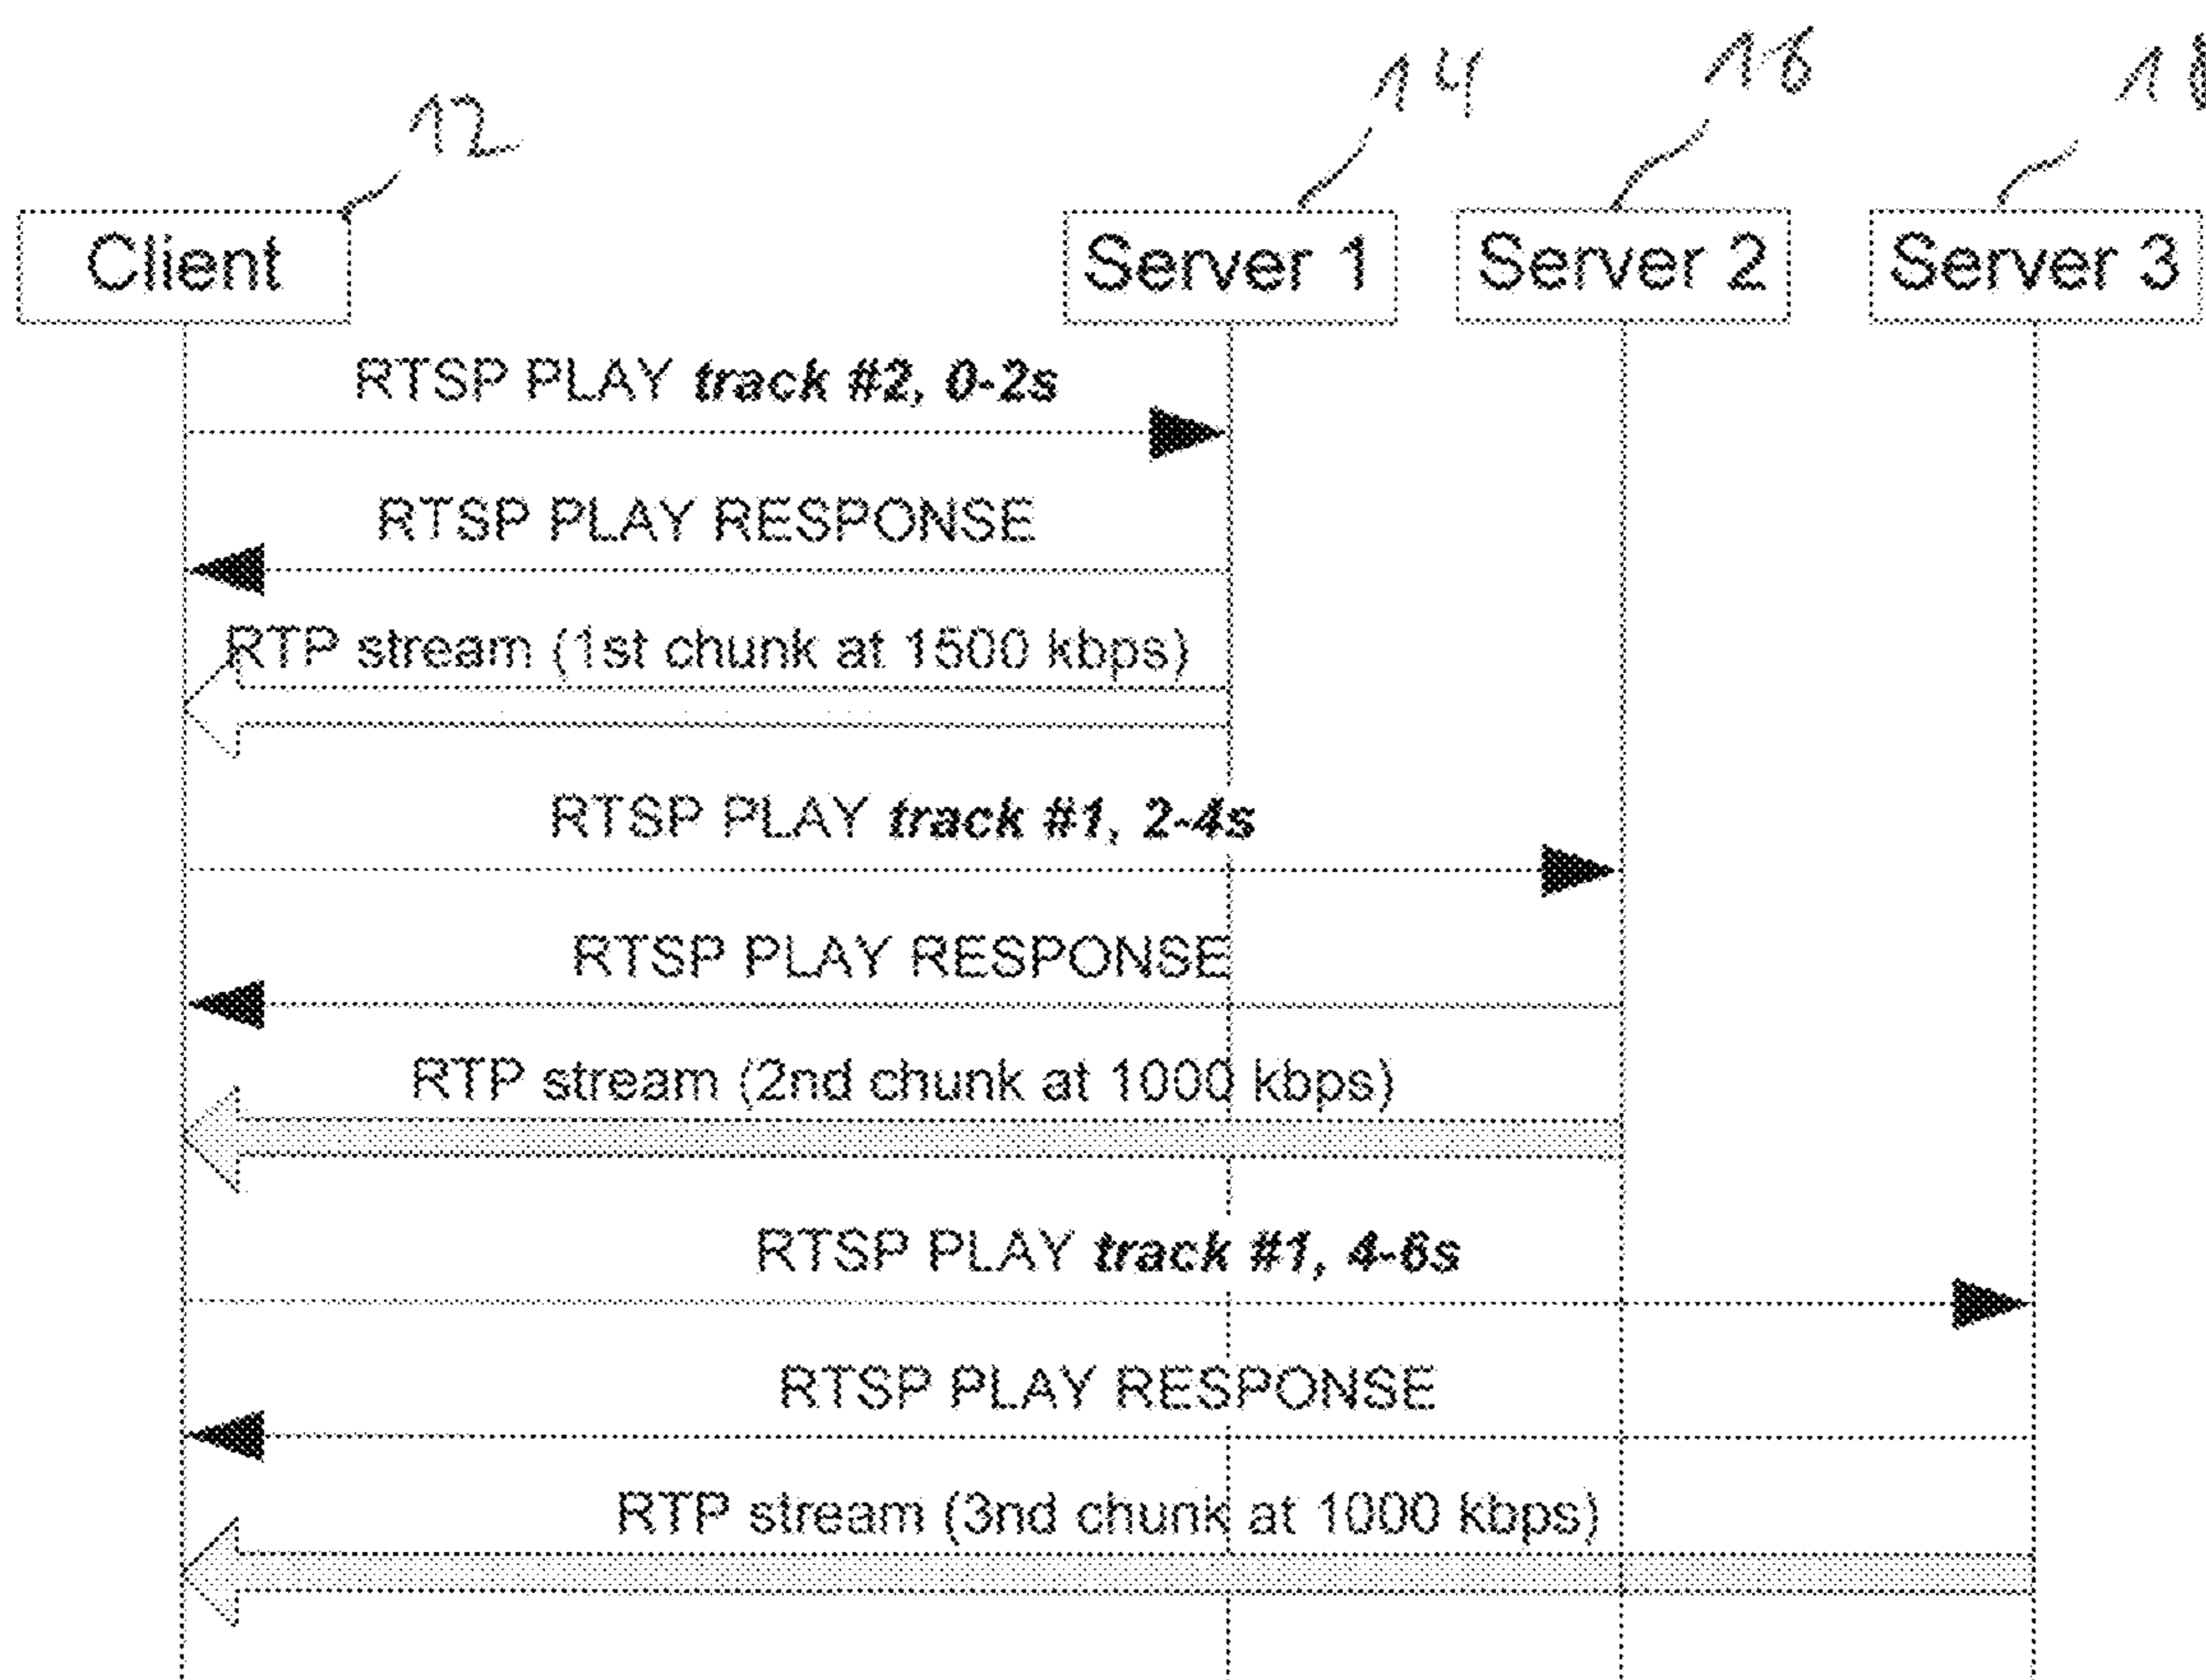 12 14 16
Client Server 1 Server 2 Server 3
RTSP PLAY track #2, 0-2s
RTSP PLAY RESPONSE
RTP stream (1st chunk at 1500 kbps)
RTSP PLAY track #1, 2-4s
RTSP PLAY RESPONSE
RTP stream (2nd chunk at 1000 kbps)
RTSP PLAY track #1, 4-6s
RTSP PLAY RESPONSE
RTP stream (3nd chunk at 1000 kbps)